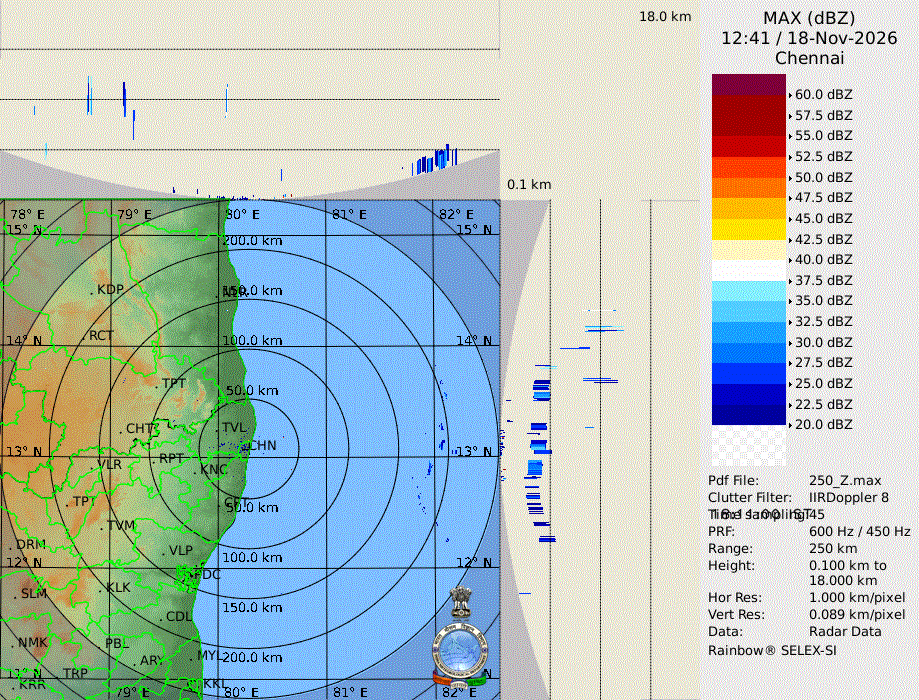 18.0 km
0.1 km
MAX (dBZ)
12:41 / 18-Nov-2026
Chennai
60.0 dBZ
57.5 dBZ
55.0 dBZ
52.5 dBZ
50.0 dBZ
47.5 dBZ
45.0 dBZ
42.5 dBZ
40.0 dBZ
37.5 dBZ
35.0 dBZ
32.5 dBZ
30.0 dBZ
27.5 dBZ
25.0 dBZ
22.5 dBZ
20.0 dBZ
Pdf File: 250_Z.max
Clutter Filter: IIRDoppler 8
PRF: 600 Hz / 450 Hz
Range: 250 km
Height: 0.100 km to
18.000 km
Hor Res: 1.000 km/pixel
Vert Res: 0.089 km/pixel
Data: Radar Data
Rainbow® SELEX-SI
78° E 79° E 80° E 81° E 82° E
15° N 15° N
200.0 km
KDP 150.0 km
RCT 100.0 km
14° N 14° N
TPT 50.0 km
CHT TVL
CHN
13° N 13° N
VLR RPT KNC
TPT
50.0 km
TVM
DRM VLP 100.0 km
12° N 12° N
SLM KLK
150.0 km
CDL
NMK PBL
ARY MYL 200.0 km
TRP
11° N
KRR KKL
79° E 80° E 81° E 82° E